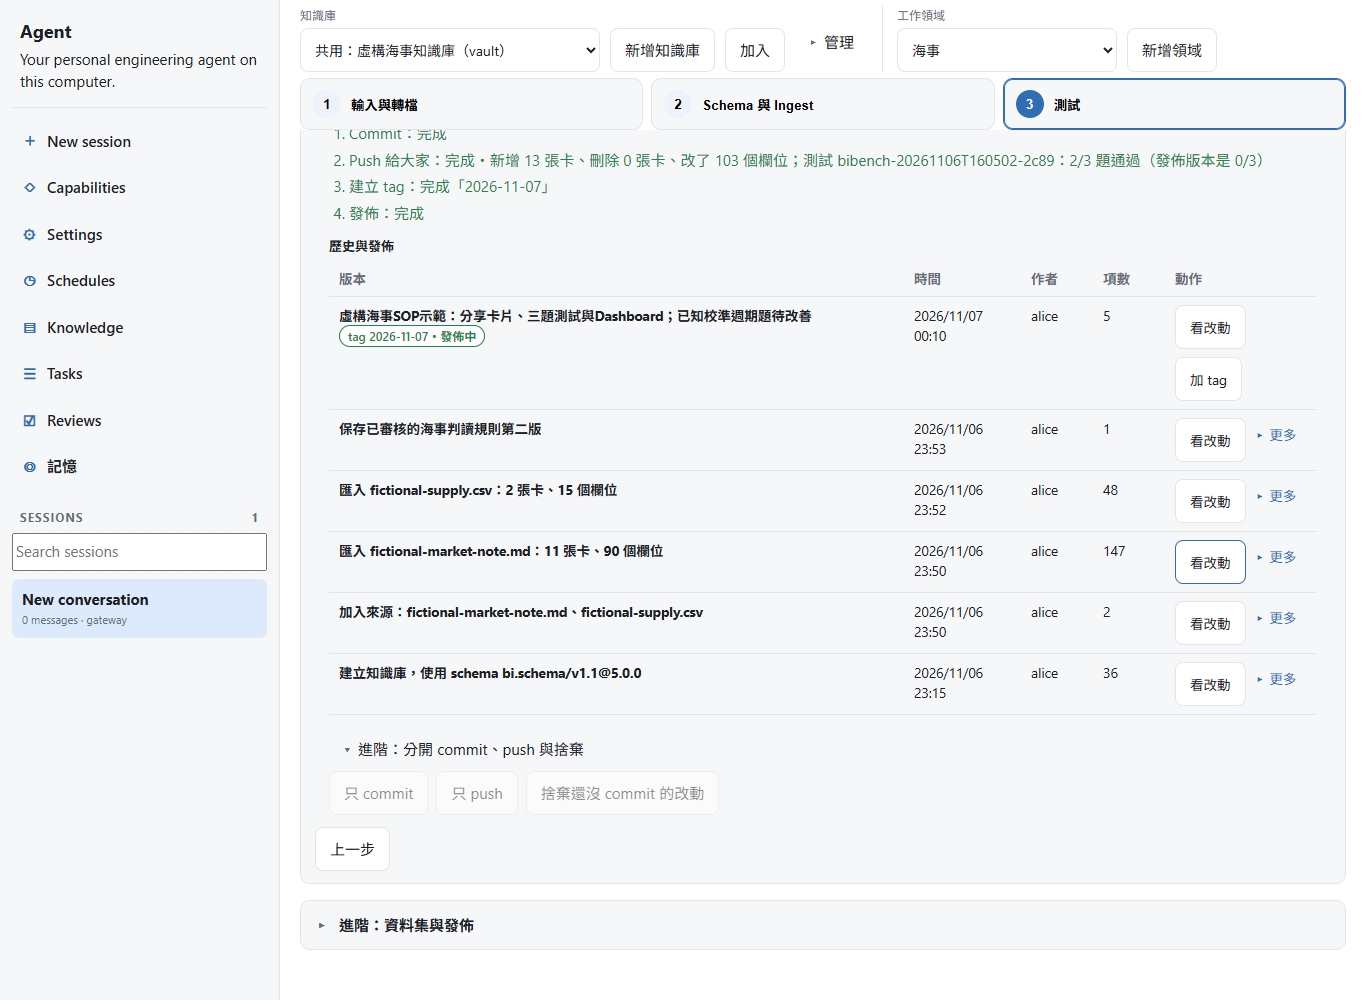 Agent
Your personal engineering agent on
this computer.
New session
Capabilities
Settings
Schedules
Knowledge
Tasks
Reviews
記憶
SESSIONS 1
Search sessions
New conversation
0 messages · gateway
知識庫
共用：虛構海事知識庫（vault）
新增知識庫
加入
管理
工作領域
海事
新增領域
1 輸入與轉檔
2 Schema 與 Ingest
3 測試
1. Commit：完成
2. Push 給大家：完成・新增 13 張卡、刪除 0 張卡、改了 103 個欄位；測試 bibench-20261106T160502-2c89：2/3 題通過（發佈版本是 0/3）
3. 建立 tag：完成「2026-11-07」
4. 發佈：完成
歷史與發佈
版本 時間 作者 項數 動作
虛構海事SOP示範：分享卡片、三題測試與Dashboard；已知校準週期題待改善
tag 2026-11-07・發佈中
2026/11/07
00:10
alice
5
看改動
加 tag
保存已審核的海事判讀規則第二版
2026/11/06
23:53
alice
1
看改動
更多
匯入 fictional-supply.csv：2 張卡、15 個欄位
2026/11/06
23:52
alice
48
看改動
更多
匯入 fictional-market-note.md：11 張卡、90 個欄位
2026/11/06
23:50
alice
147
看改動
更多
加入來源：fictional-market-note.md、fictional-supply.csv
2026/11/06
23:50
alice
2
看改動
更多
建立知識庫，使用 schema bi.schema/v1.1@5.0.0
2026/11/06
23:15
alice
36
看改動
更多
進階：分開 commit、push 與捨棄
只 commit
只 push
捨棄還沒 commit 的改動
上一步
進階：資料集與發佈